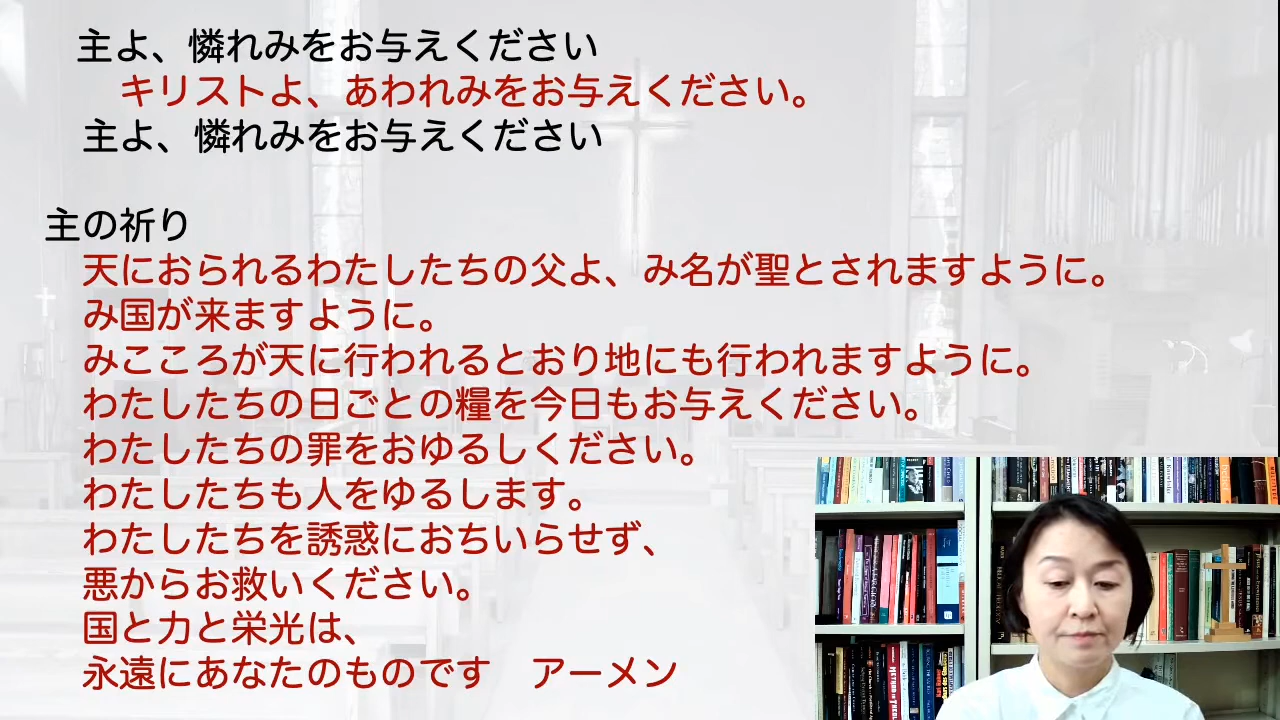 主よ、憐れみをお与えください
キリストよ、あわれみをお与えください。
主よ、憐れみをお与えください
主の祈り
天におられるわたしたちの父よ、み名が聖とされますように。
み国が来ますように。
みこころが天に行われるとおり地にも行われますように。
わたしたちの日ごとの糧を今日もお与えください。
わたしたちの罪をおゆるしください。
わたしたちも人をゆるします。
わたしたちを誘惑におちいらせず、
悪からお救いください。
国と力と栄光は、
永遠にあなたのものです アーメン